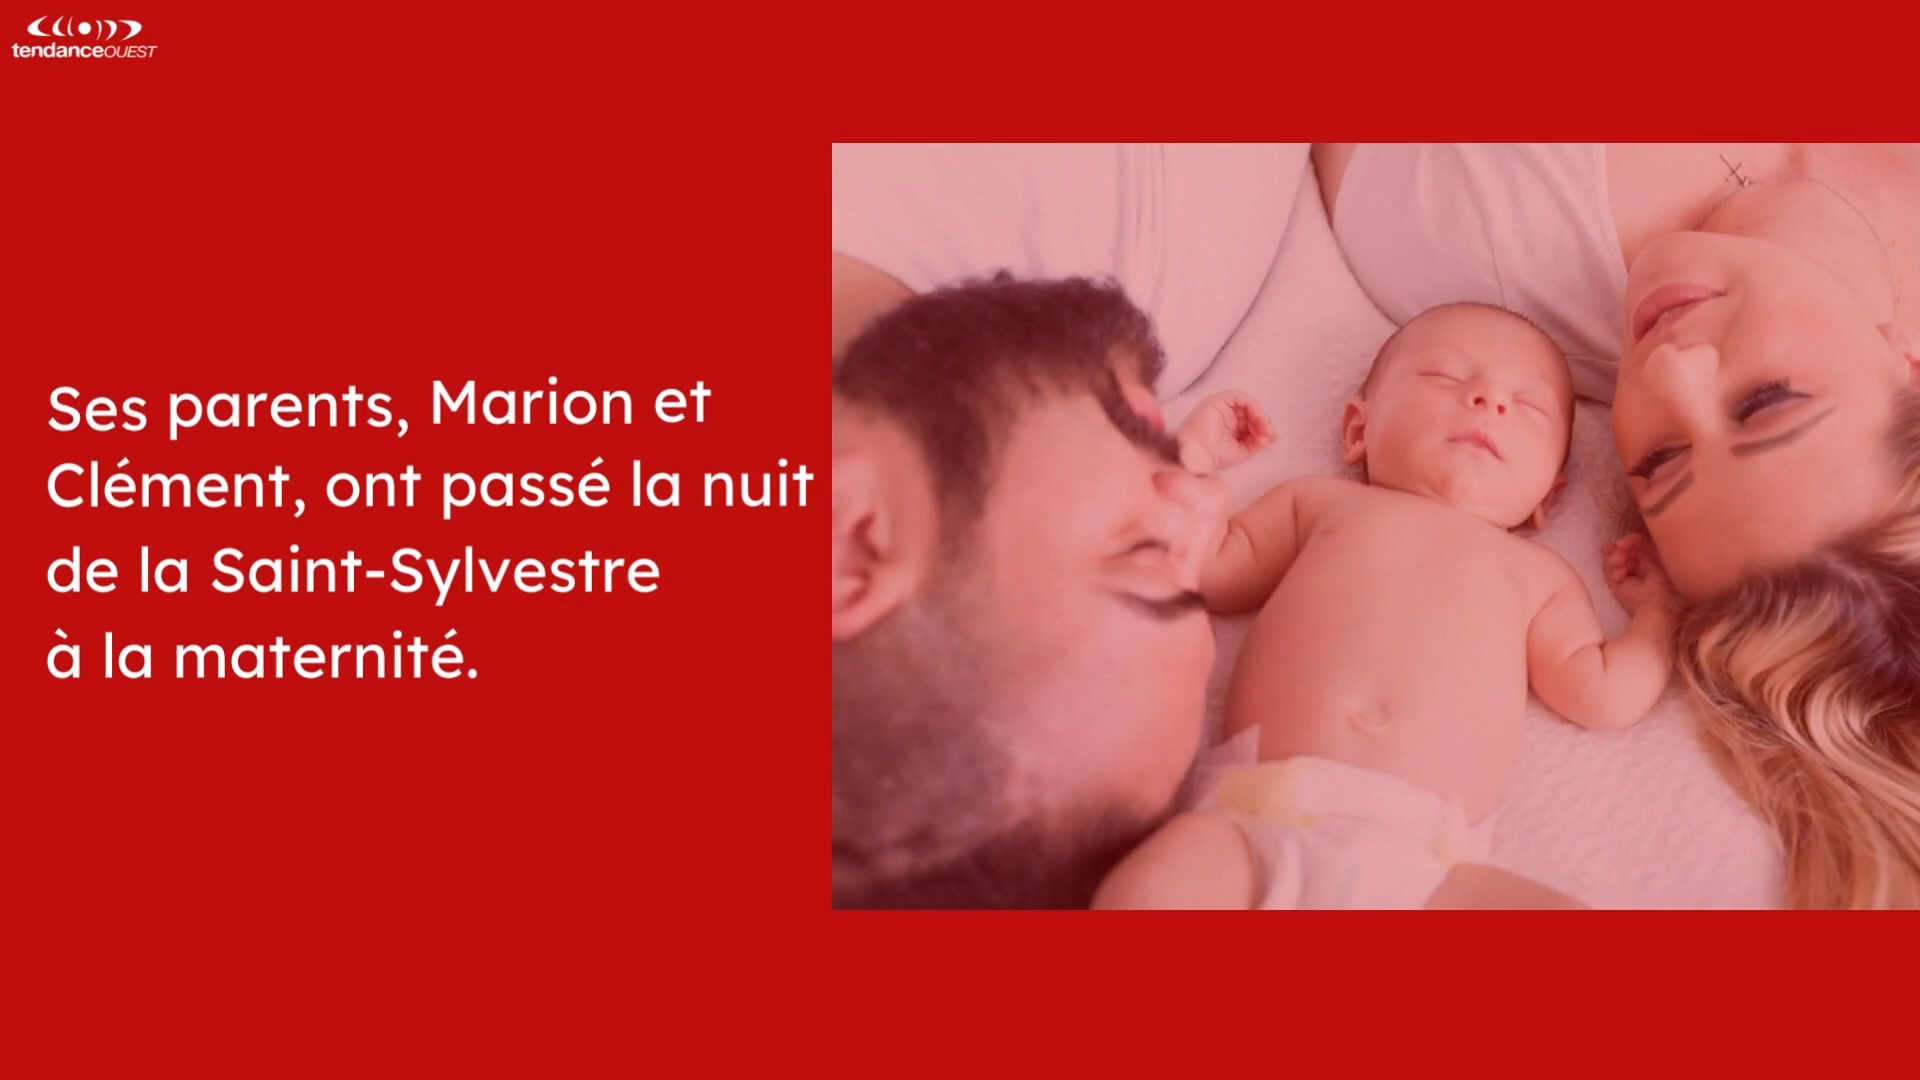 tendanceOUEST
Ses parents, Marion et
Clément, ont passé la nuit
de la Saint-Sylvestre
à la maternité.